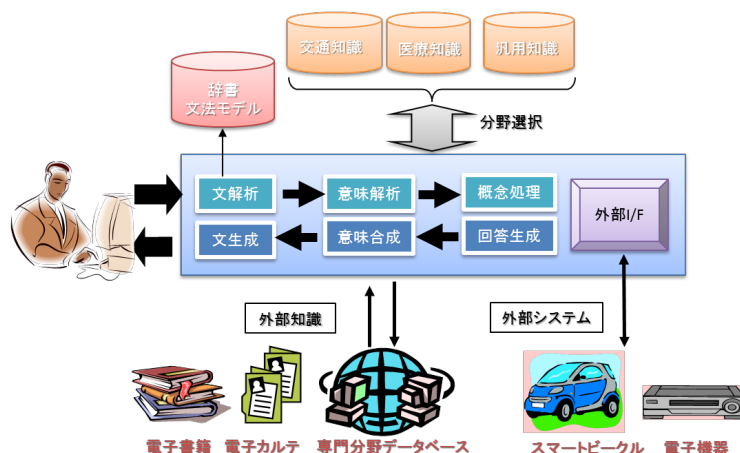 交通知識
医療知識
汎用知識
辞書
文法モデル
分野選択
文解析
意味解析
概念処理
外部I/F
文生成
意味合成
回答生成
外部知識
外部システム
電子書籍
電子カルテ
専門分野データベース
スマートビークル
電子機器